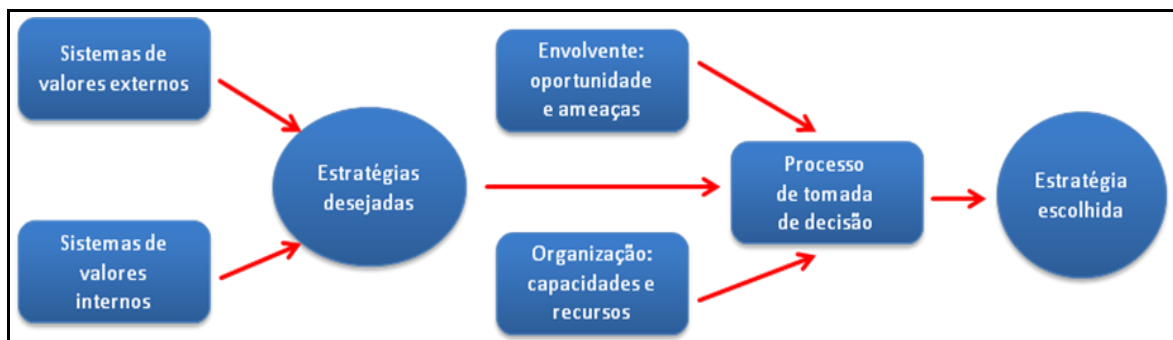 Sistemas de
valores externos
Sistemas de
valores
internos
Estratégias
desejadas
Envolvente:
oportunidade
e ameaças
Organização:
capacidades e
recursos
Processo
de tomada
de decisão
Estratégia
escolhida